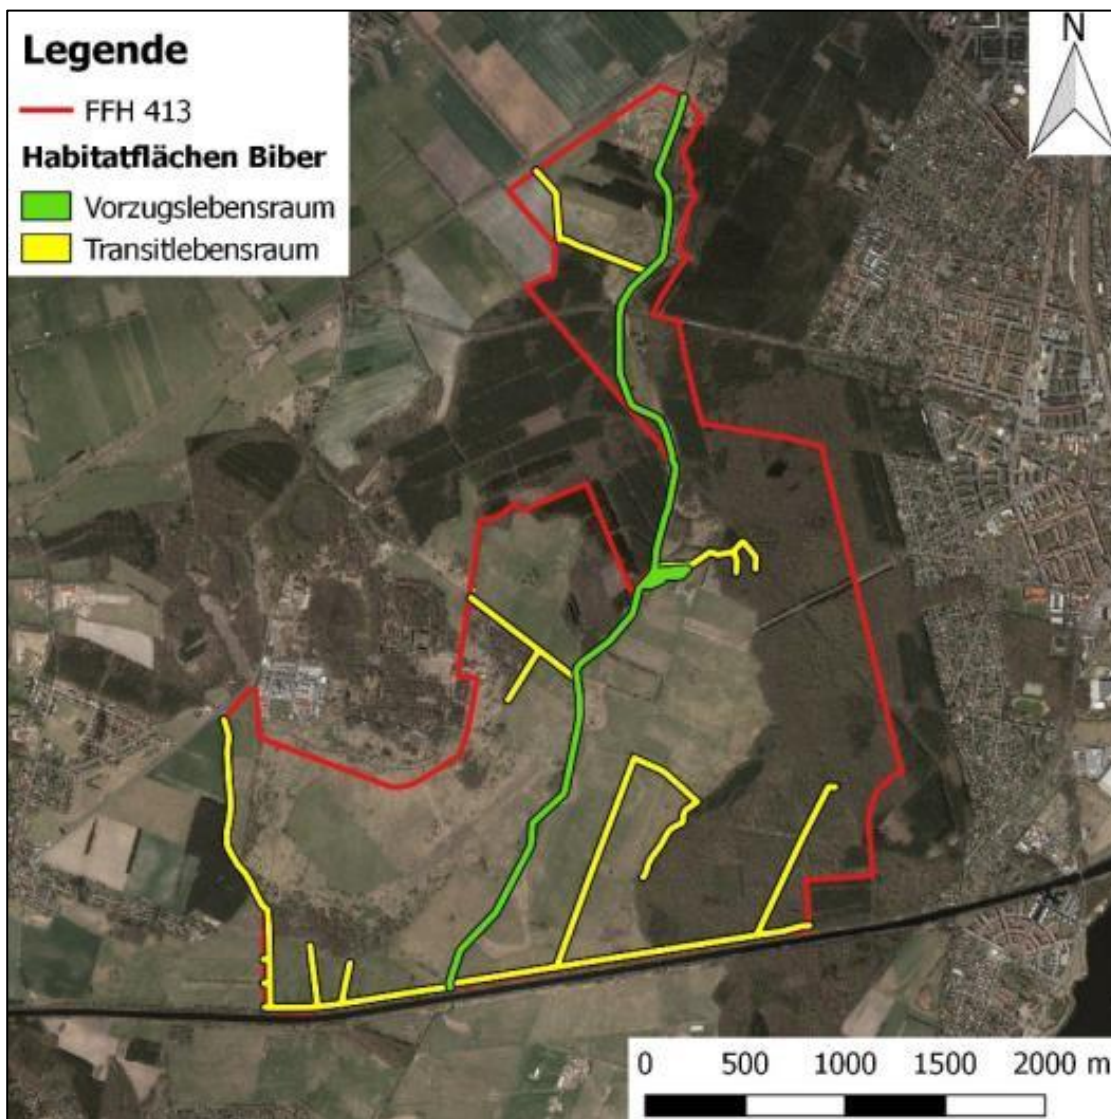 Legende
FFH 413
Habitatflächen Biber
Vorzugslebensraum
Transitlebensraum
N
0 500 1000 1500 2000 m